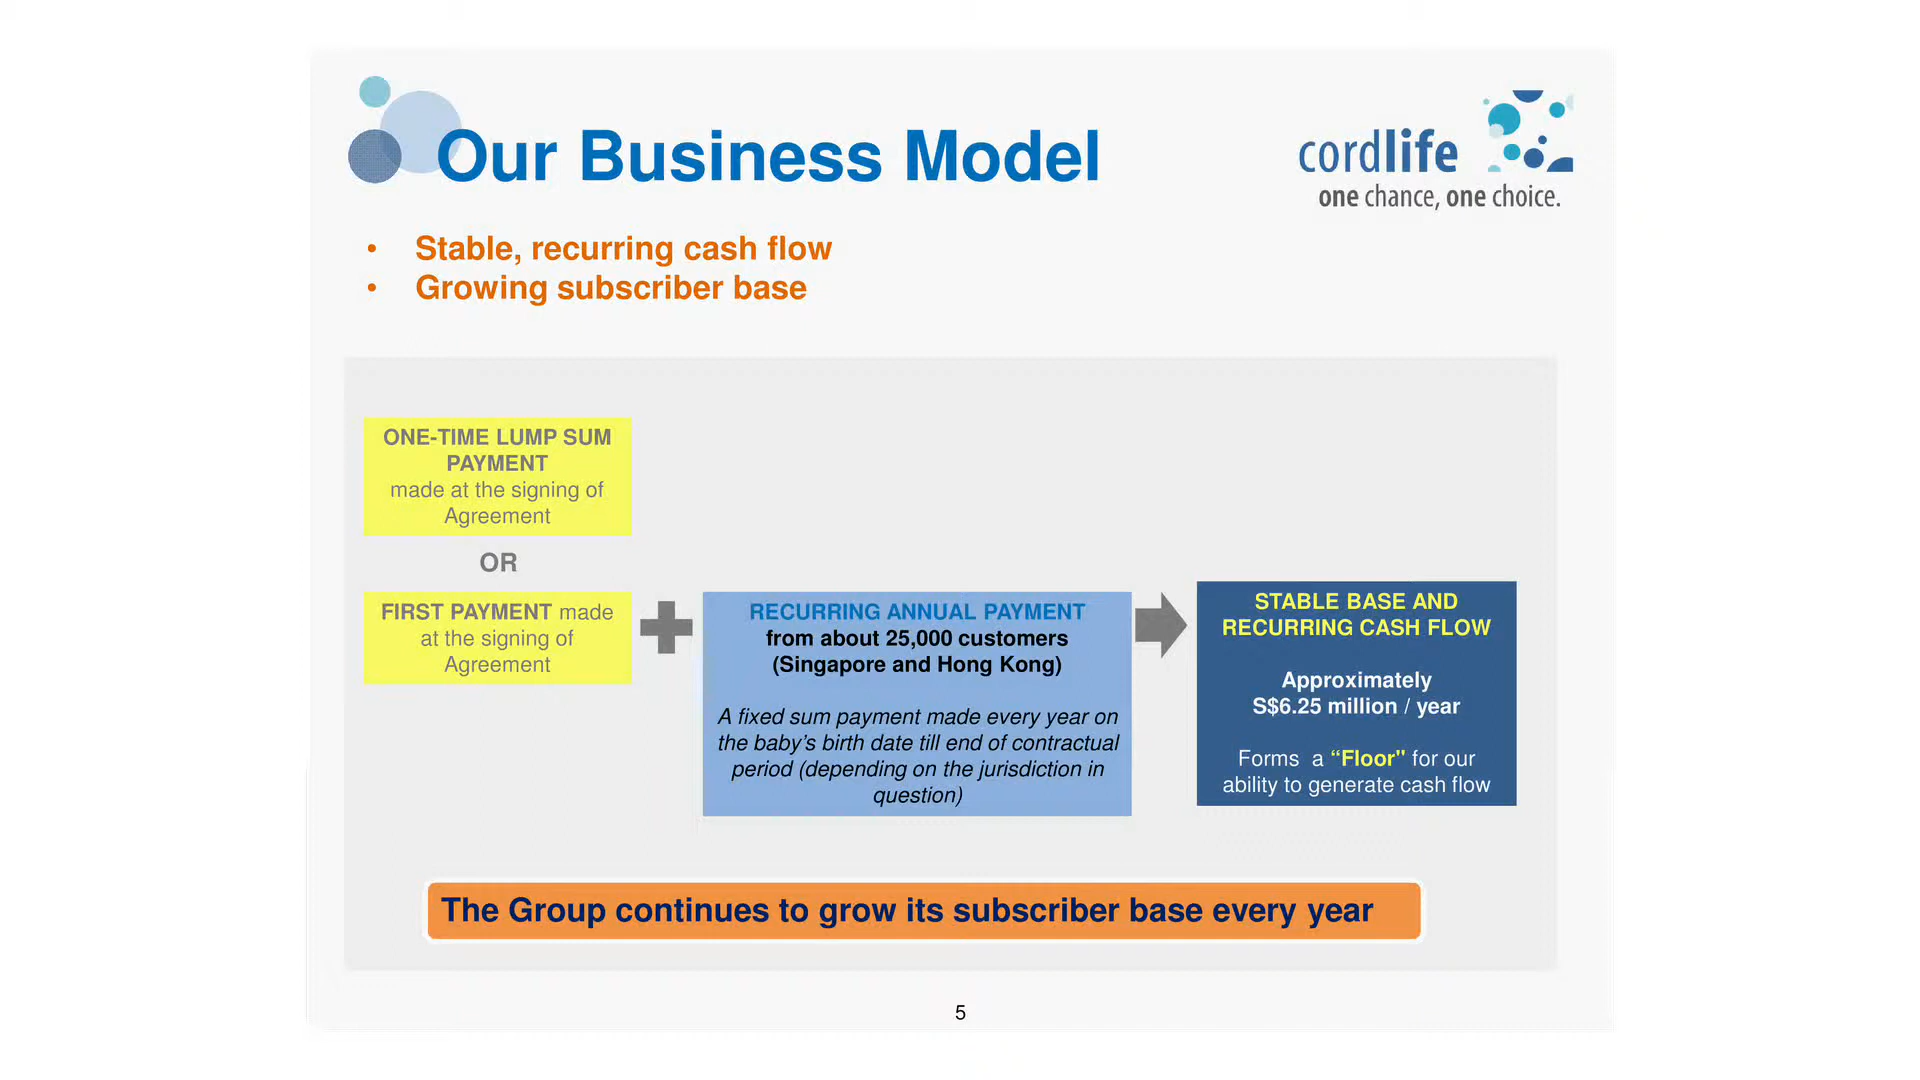 Our Business Model
cordlife
one chance, one choice.
• Stable, recurring cash flow
• Growing subscriber base
ONE-TIME LUMP SUM
PAYMENT
made at the signing of
Agreement
OR
FIRST PAYMENT made
at the signing of
Agreement
RECURRING ANNUAL PAYMENT
from about 25,000 customers
(Singapore and Hong Kong)
A fixed sum payment made every year on
the baby’s birth date till end of contractual
period (depending on the jurisdiction in
question)
STABLE BASE AND
RECURRING CASH FLOW
Approximately
S$6.25 million / year
Forms a “Floor" for our
ability to generate cash flow
The Group continues to grow its subscriber base every year
5